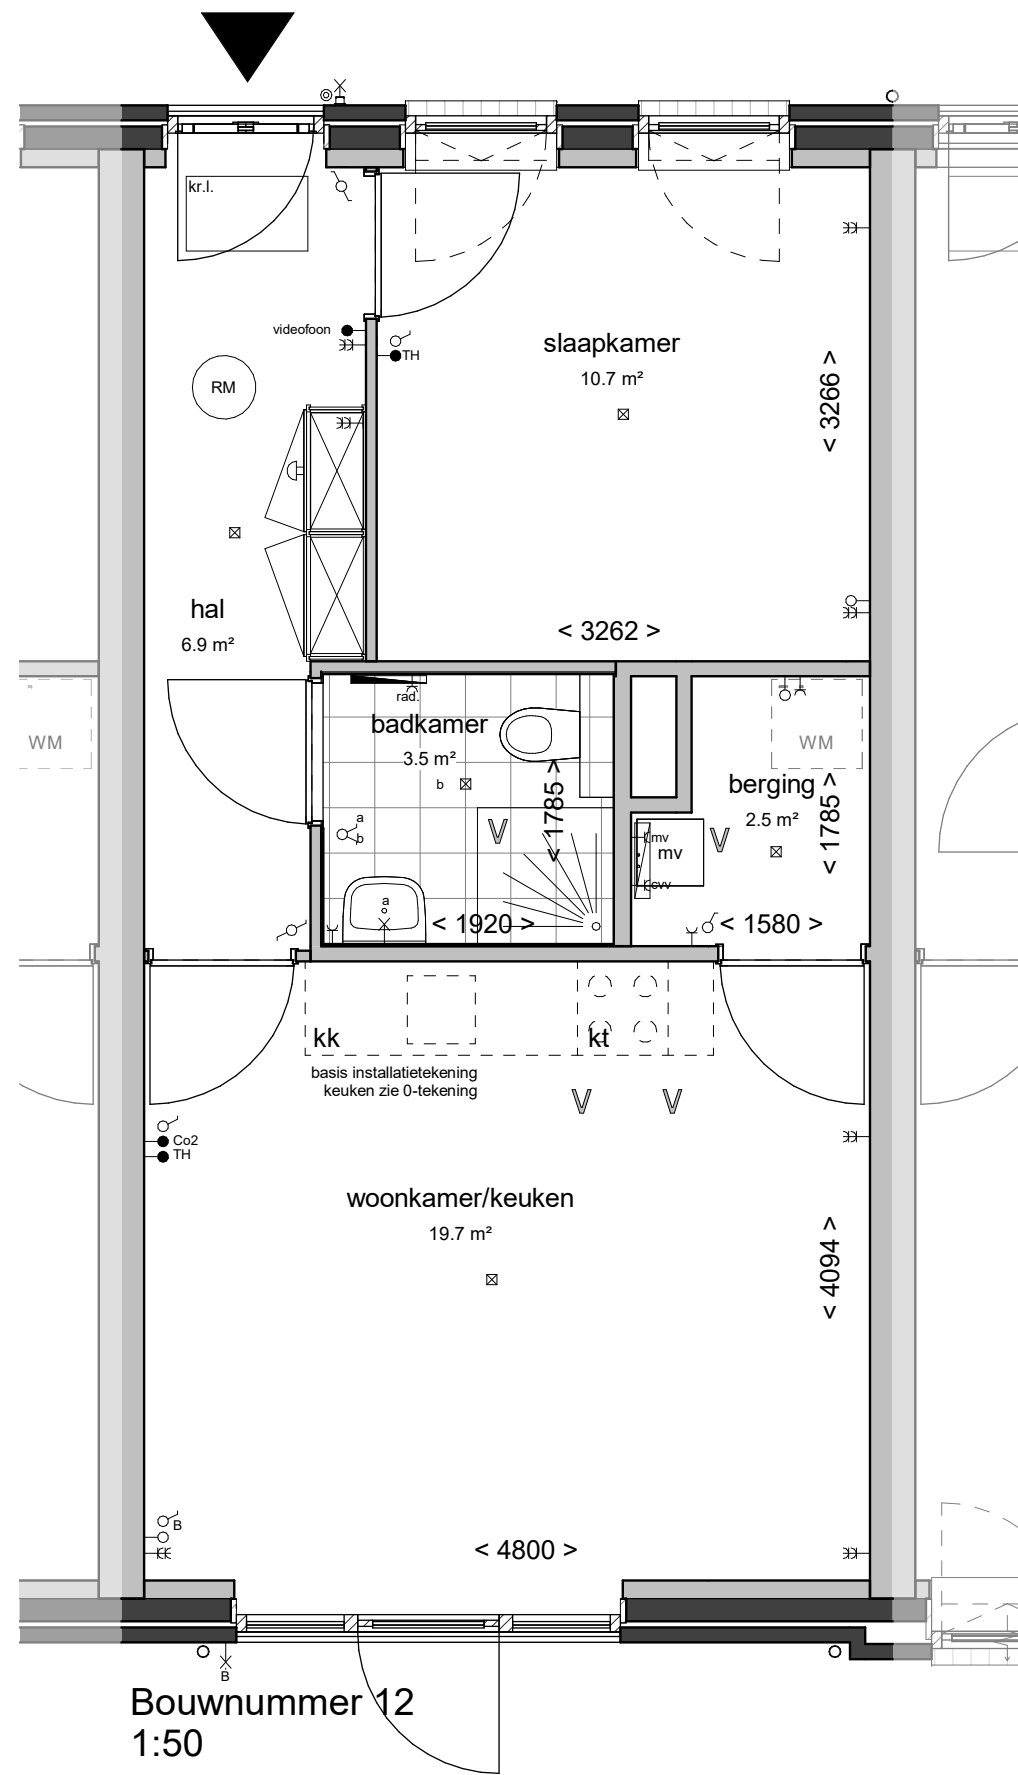 kr.l.
videofoon
TH
slaapkamer
10.7 m²
< 3266 >
RM
hal
6.9 m²
< 3262 >
WM
rad.
badkamer
3.5 m²
b
a
b
a
< 1785 >
< 1920 >
WM
berging
2.5 m²
mv
mv
cvv
< 1785 >
< 1580 >
kk
kt
basis installatietekening
keuken zie 0-tekening
Co2
TH
woonkamer/keuken
19.7 m²
< 4094 >
B
< 4800 >
B
Bouwnummer 12
1:50